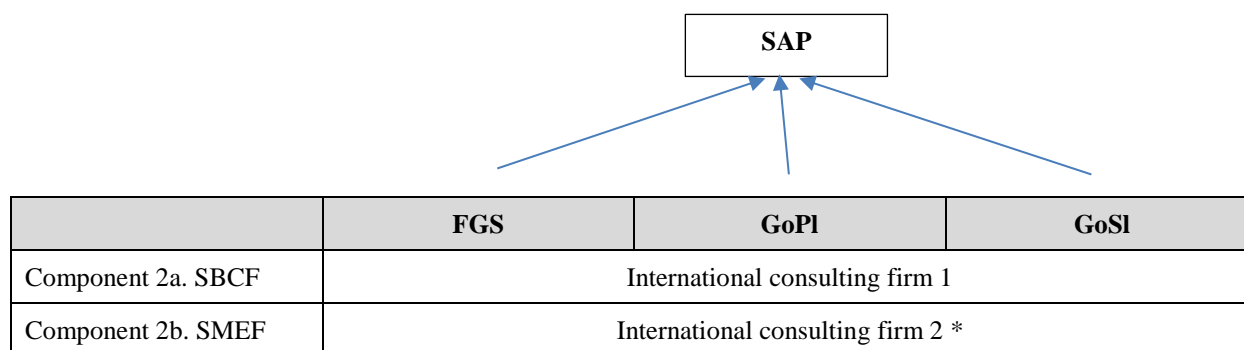 SAP
FGS GoPl GoSl
Component 2a. SBCF International consulting firm 1
Component 2b. SMEF International consulting firm 2 *